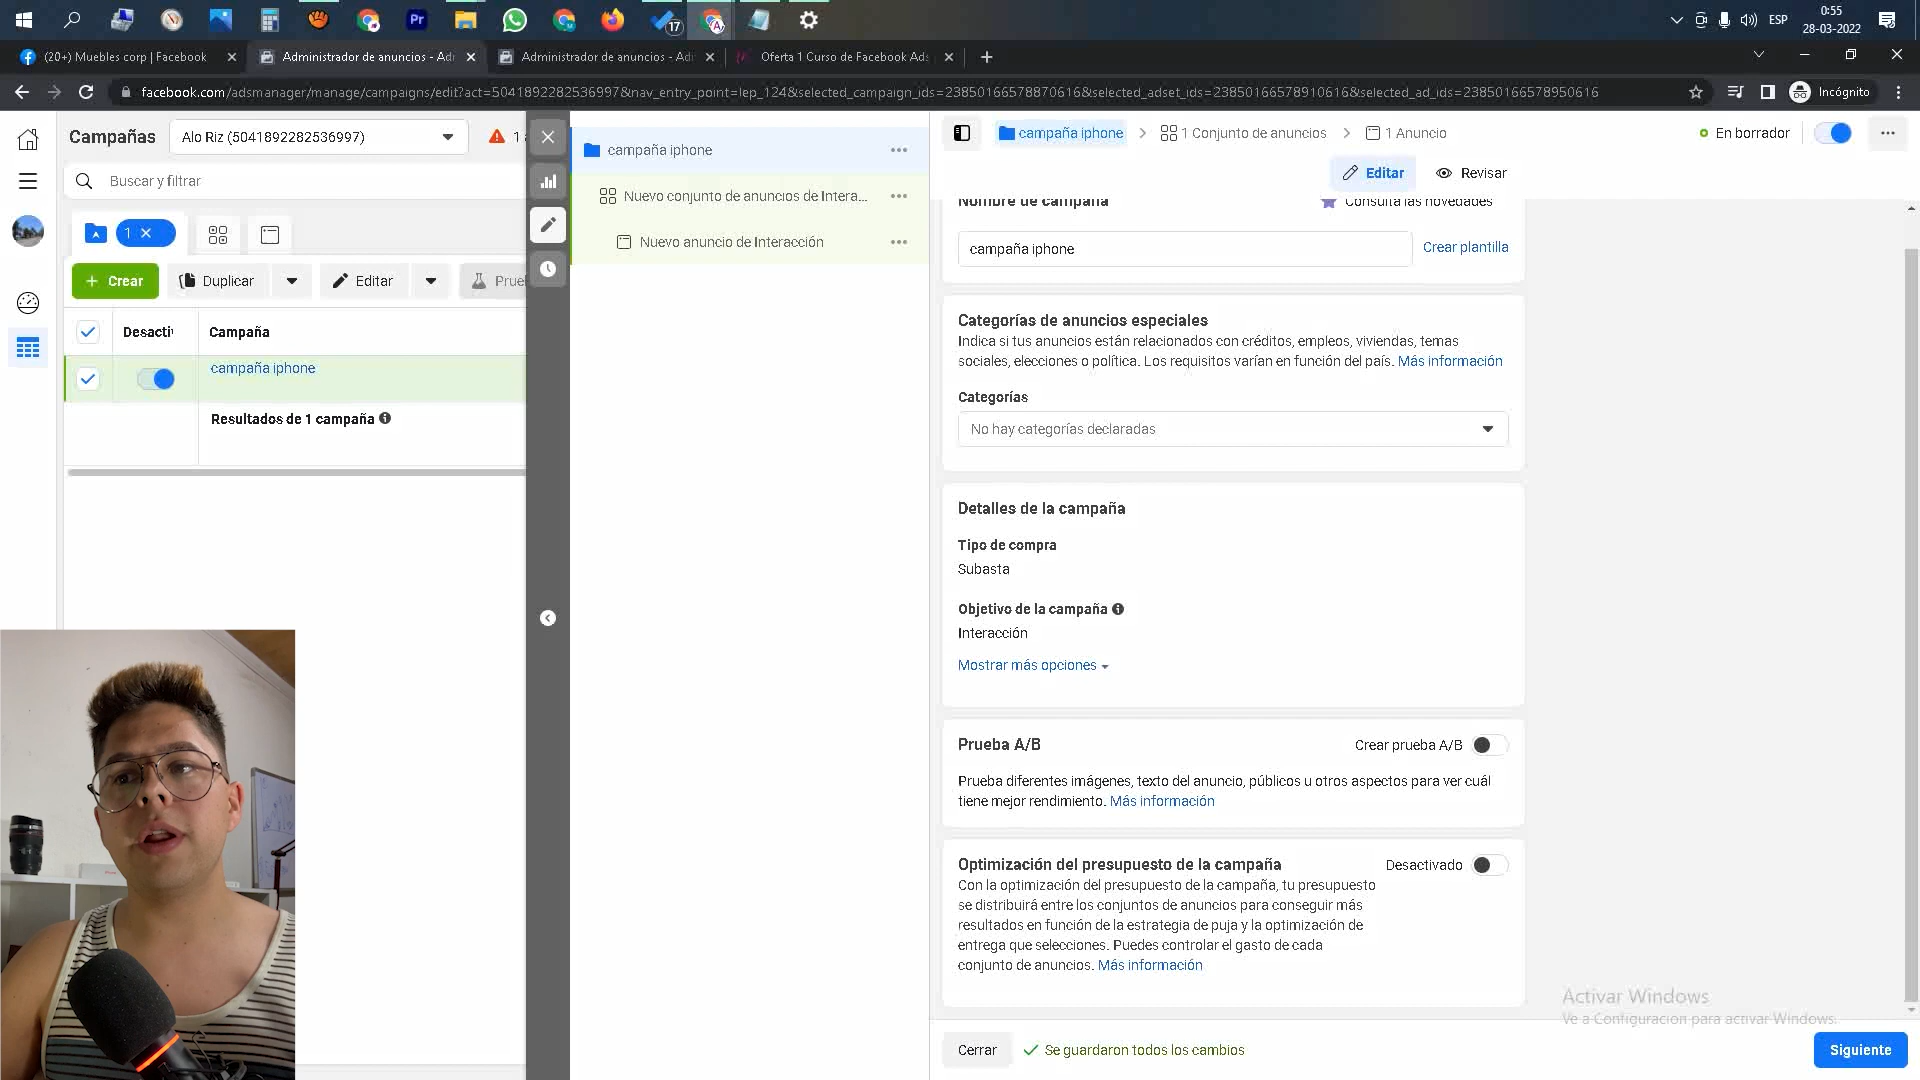 Pr
17
ESP
0:55
28-03-2022
(20+) Muebles corp | Facebook
Administrador de anuncios - Adr
Administrador de anuncios - Adr
Oferta 1 Curso de Facebook Ads
facebook.com/adsmanager/manage/campaigns/edit?act=5041892282536997&nav_entry_point=lep_124&selected_campaign_ids=23850166578870616&selected_adset_ids=23850166578910616&selected_ad_ids=23850166578950616
Incógnito
Campañas
Alo Riz (5041892282536997)
Buscar y filtrar
1
+ Crear
Duplicar
Editar
Desacti
Campaña
campaña iphone
Resultados de 1 campaña
campaña iphone
Nuevo conjunto de anuncios de Intera...
Nuevo anuncio de Interacción
campaña iphone
1 Conjunto de anuncios
1 Anuncio
En borrador
Editar
Revisar
Nombre de campaña
Consulta las novedades
campaña iphone
Crear plantilla
Categorías de anuncios especiales
Indica si tus anuncios están relacionados con créditos, empleos, viviendas, temas
sociales, elecciones o política. Los requisitos varían en función del país. Más información
Categorías
No hay categorías declaradas
Detalles de la campaña
Tipo de compra
Subasta
Objetivo de la campaña
Interacción
Mostrar más opciones
Prueba A/B
Crear prueba A/B
Prueba diferentes imágenes, texto del anuncio, públicos u otros aspectos para ver cuál
tiene mejor rendimiento. Más información
Optimización del presupuesto de la campaña
Desactivado
Con la optimización del presupuesto de la campaña, tu presupuesto
se distribuirá entre los conjuntos de anuncios para conseguir más
resultados en función de la estrategia de puja y la optimización de
entrega que selecciones. Puedes controlar el gasto de cada
conjunto de anuncios. Más información
Activar Windows
Ve a Configuración para activar Windows.
Cerrar
Se guardaron todos los cambios
Siguiente